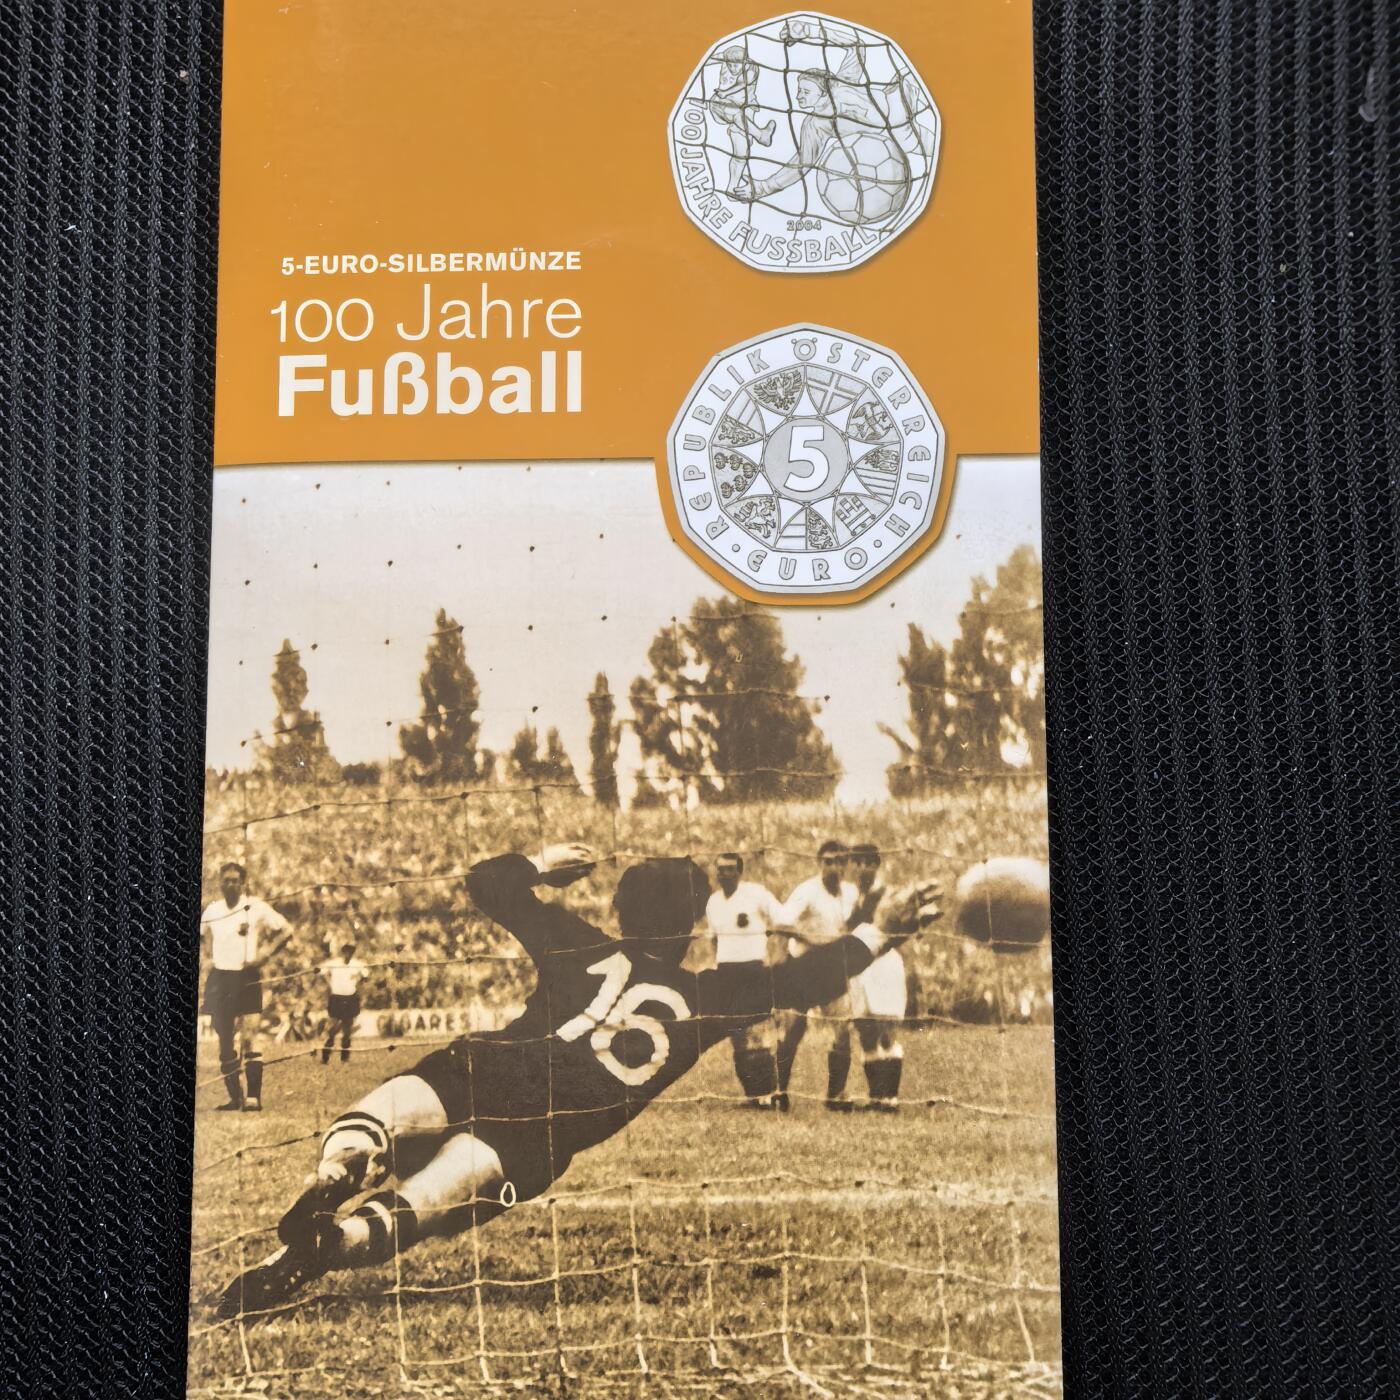 100 JAHRE FUSSBALL
2004
5-EURO-SILBERMÜNZE
100 Jahre
Fußball
REPUBLIK ÖSTERREICH
5
· EURO ·
16